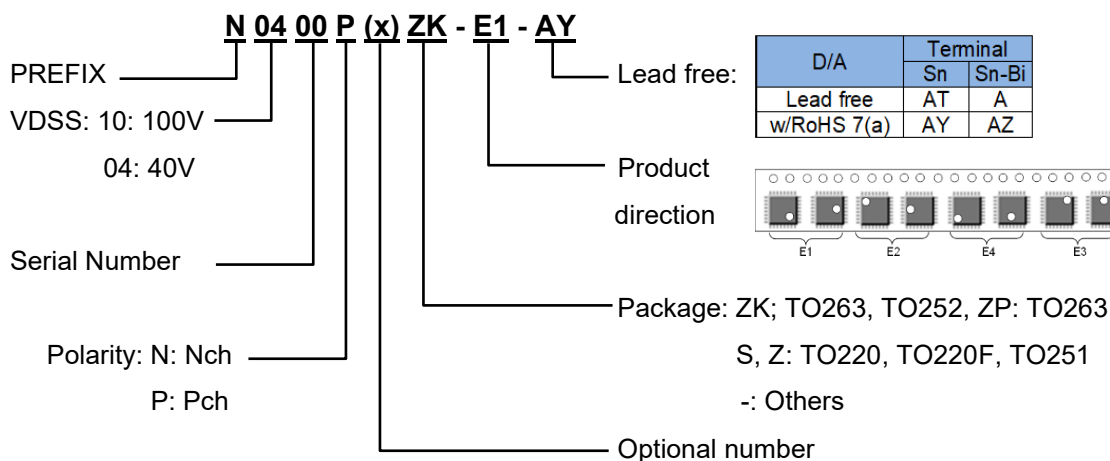 N 04 00 P (x) ZK - E1 - AY
PREFIX
VDSS: 10: 100V
04: 40V
Serial Number
Polarity: N: Nch
P: Pch
Lead free:
D/A Terminal
Sn Sn-Bi
Lead free AT A
w/RoHS 7(a) AY AZ
Product
direction
E1 E2 E4 E3
Package: ZK; TO263, TO252, ZP: TO263
S, Z: TO220, TO220F, TO251
-: Others
Optional number